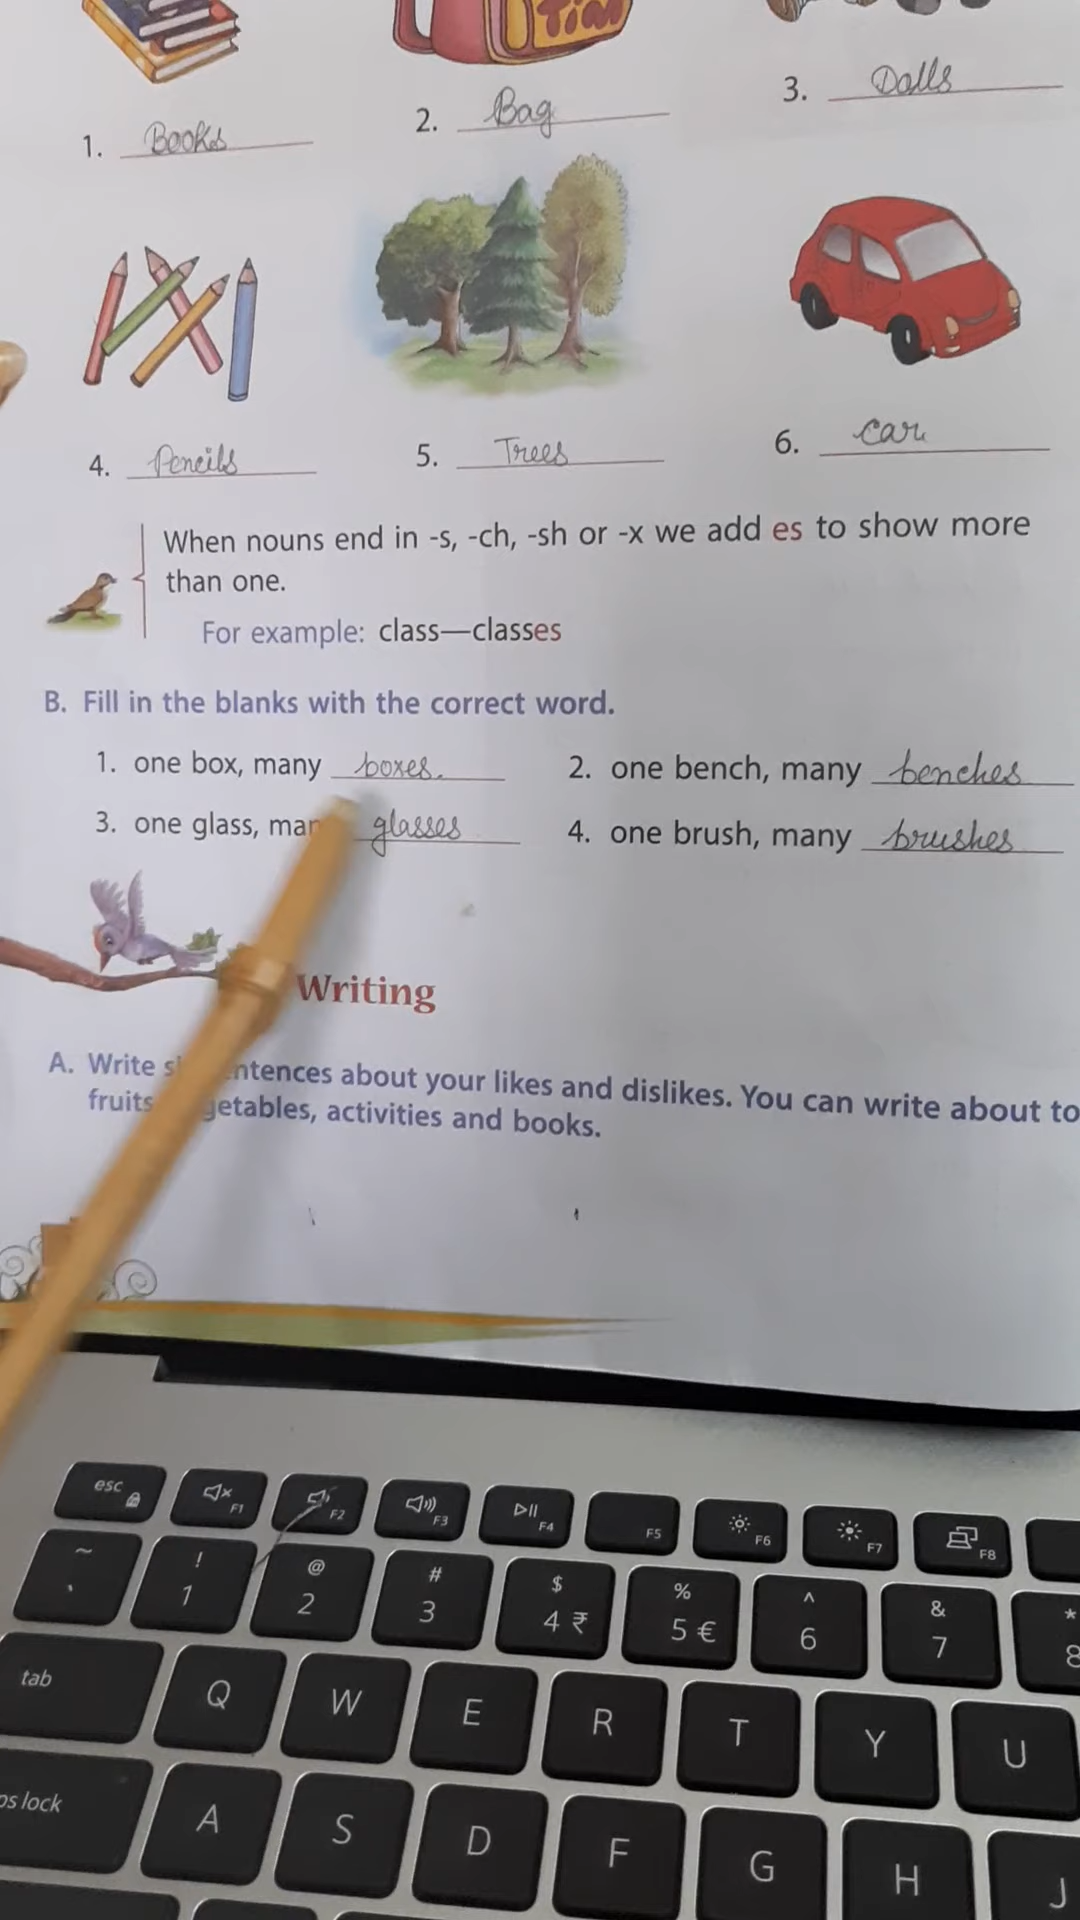 Tim
1. Books
2. Bag
3. Dolls
4. Pencils
5. Trees
6. car
When nouns end in -s, -ch, -sh or -x we add es to show more
than one.
For example: class—classes
B. Fill in the blanks with the correct word.
1. one box, many boxes.
2. one bench, many benches
3. one glass, glasses
4. one brush, many brushes
Writing
A. Write about your likes and dislikes. You can write about
fruits activities and books.
esc F1 F2 F3 F4 F5 F6 F7 F8
~ ` ! 1 @ 2 # 3 $ 4 ₹ % 5 € ^ 6 & 7 * 8
tab Q W E R T Y U
lock A S D F G H J